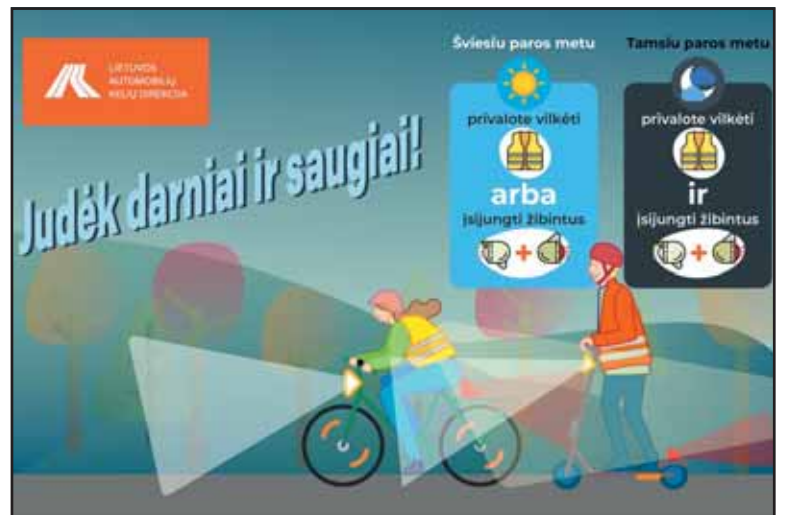 LIETUVOS
AUTOMOBILIŲ
KELIŲ DIREKCIJA
Judėk darniai ir saugiai!
Šviesiu paros metu
privalote vilkėti
arba
įsijungti žibintus
+
Tamsiu paros metu
privalote vilkėti
ir
įsijungti žibintus
+